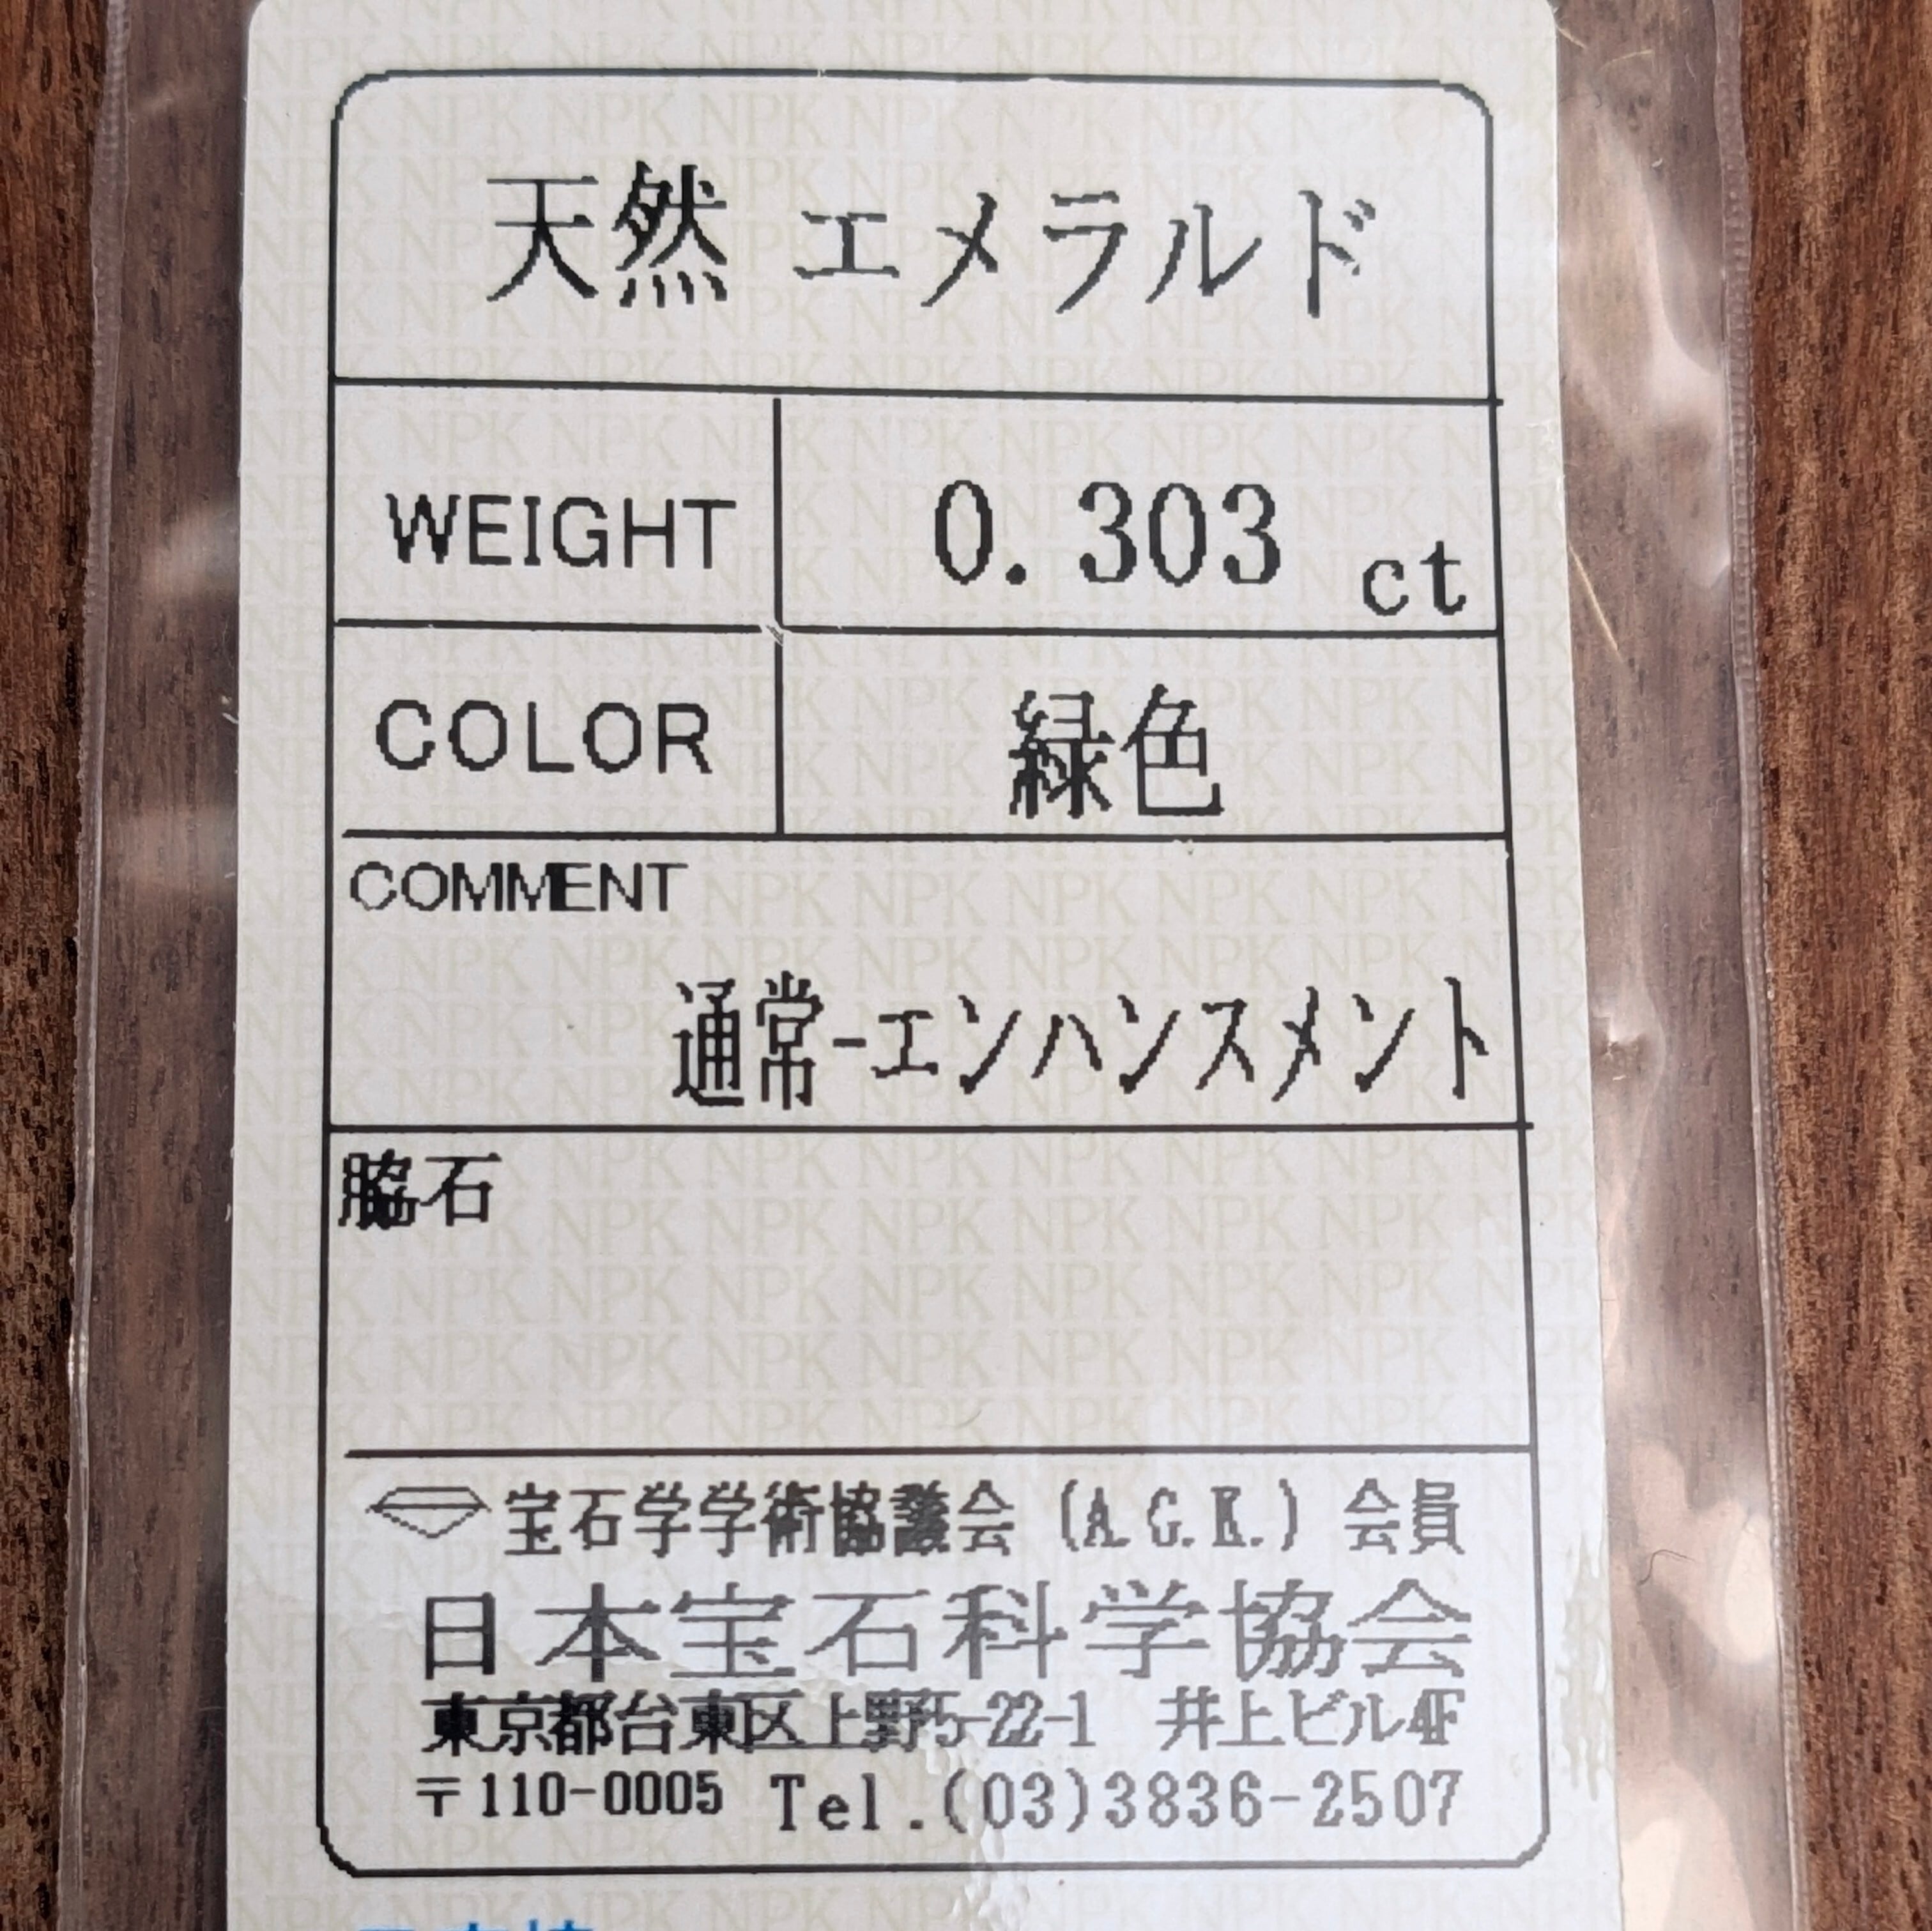 天然 エメラルド
WEIGHT 0.303 ct
COLOR 緑色
COMMENT
通常-エンハンスメント
脇石
宝石学学術協議会 (A.G.K.) 会員
日本宝石科学協会
東京都台東区上野5-22-1 井上ビル4F
〒110-0005 Tel.(03)3836-2507